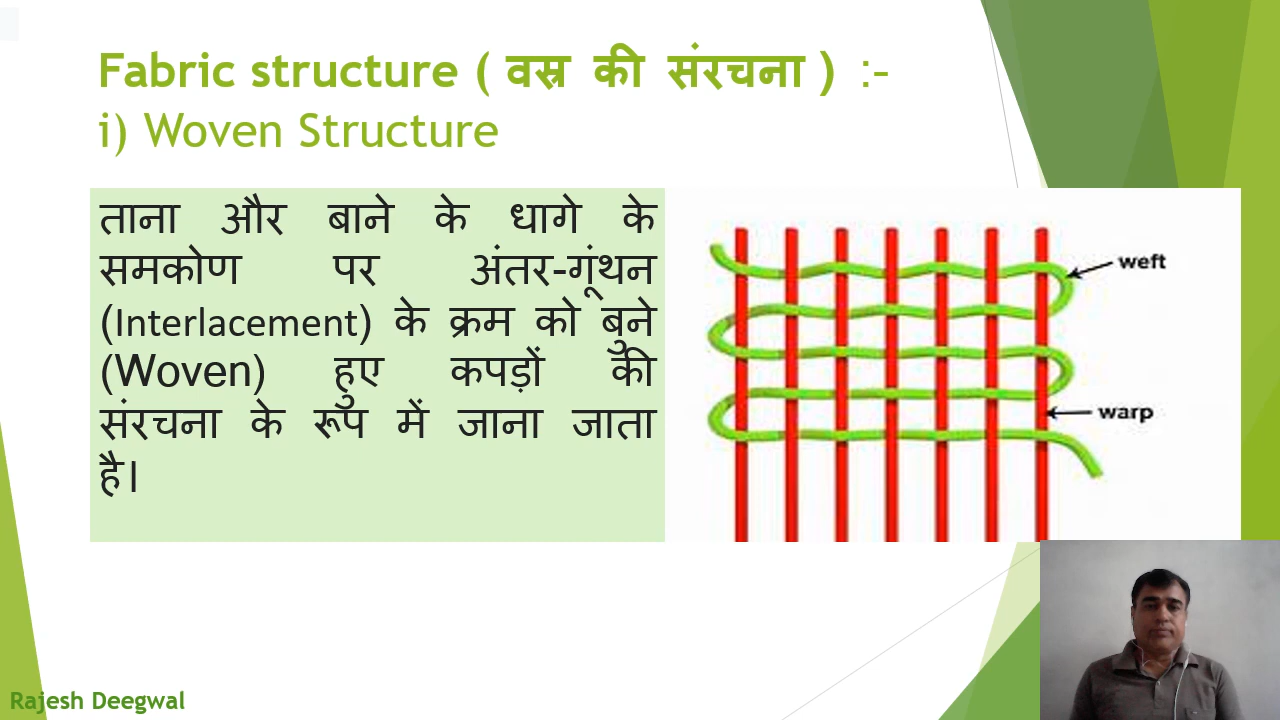 Fabric structure ( वस्त्र की संरचना ) :-
i) Woven Structure
ताना और बाने के धागे के
समकोण पर अंतर-गूंथन
(Interlacement) के क्रम को बुने
(Woven) हुए कपड़ों की
संरचना के रूप में जाना जाता
है।
weft
warp
Rajesh Deegwal